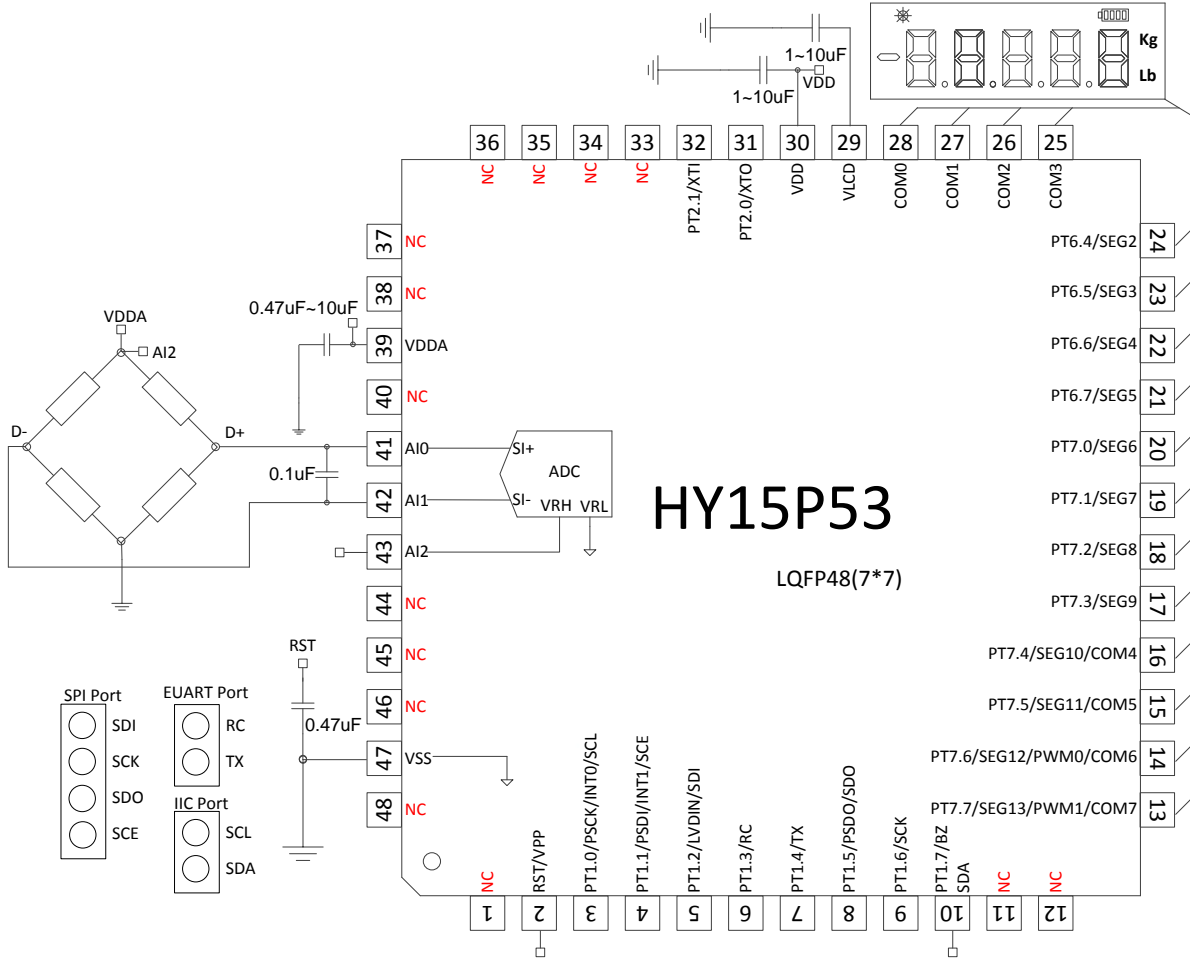 1~10uF
VDD
1~10uF
Kg
Lb
36 35 34 33 32 31 30 29 28 27 26 25
NC NC NC NC PT2.1/XTI PT2.0/XTO VDD VLCD COM0 COM1 COM2 COM3
37 NC
38 NC
0.47uF~10uF
39 VDDA
40 NC
41 AI0
42 AI1
43 AI2
44 NC
45 NC
46 NC
47 VSS
48 NC
VDDA
AI2
D-
D+
0.1uF
SI+
ADC
SI-
VRH VRL
HY15P53
LQFP48(7*7)
PT6.4/SEG2 24
PT6.5/SEG3 23
PT6.6/SEG4 22
PT6.7/SEG5 21
PT7.0/SEG6 20
PT7.1/SEG7 19
PT7.2/SEG8 18
PT7.3/SEG9 17
PT7.4/SEG10/COM4 16
PT7.5/SEG11/COM5 15
PT7.6/SEG12/PWM0/COM6 14
PT7.7/SEG13/PWM1/COM7 13
RST
0.47uF
SPI Port
SDI
SCK
SDO
SCE
EUART Port
RC
TX
IIC Port
SCL
SDA
NC
RST/VPP
PT1.0/PSCK/INT0/SCL
PT1.1/PSDI/INT1/SCE
PT1.2/LVDIN/SDI
PT1.3/RC
PT1.4/TX
PT1.5/PSDO/SDO
PT1.6/SCK
PT1.7/BZ
SDA
NC
NC
1 2 3 4 5 6 7 8 9 10 11 12